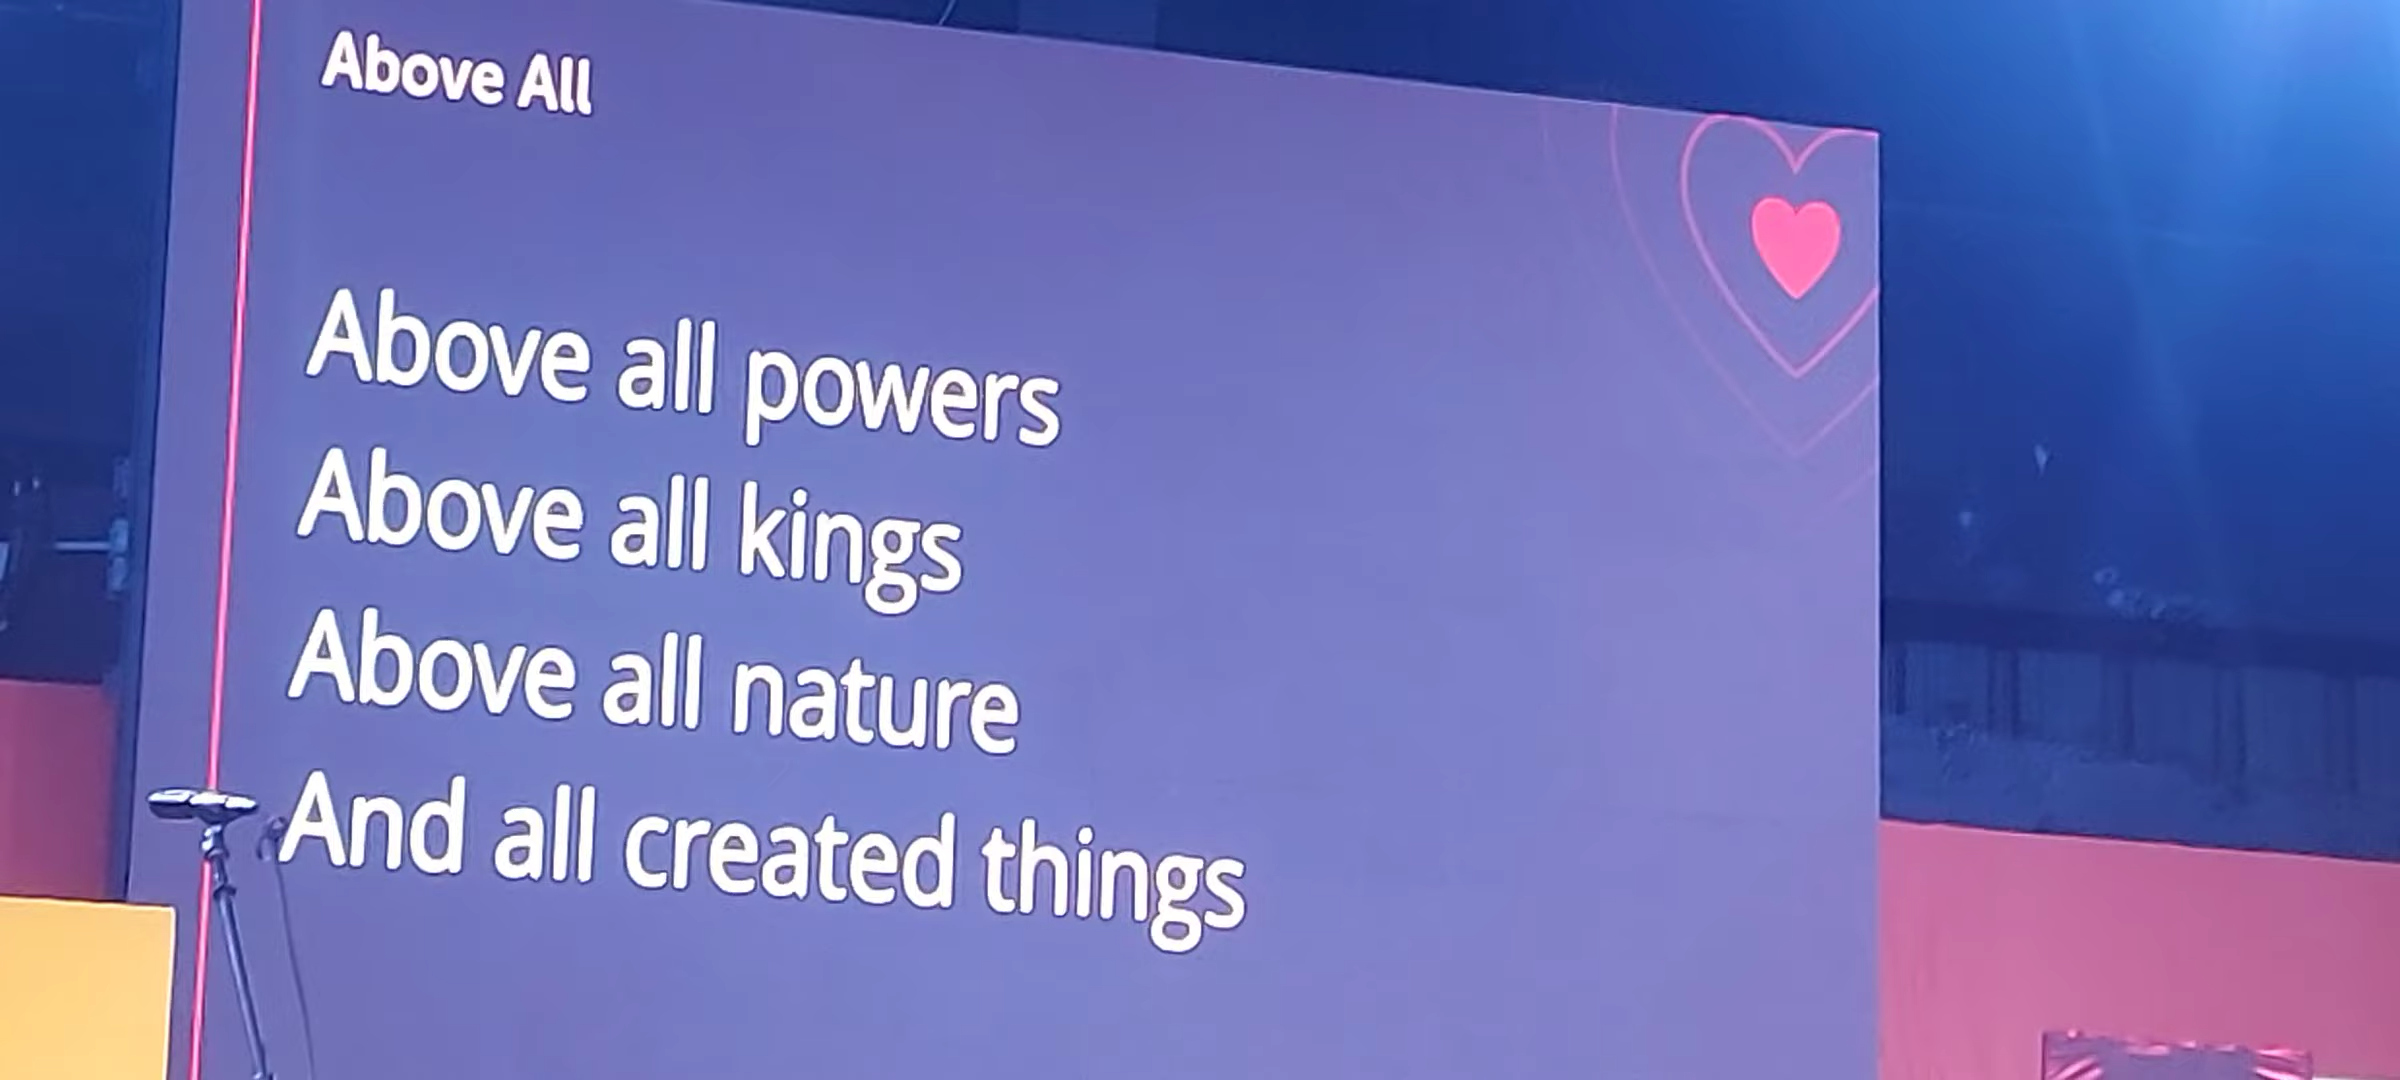 Above All
Above all powers
Above all kings
Above all nature
And all created things